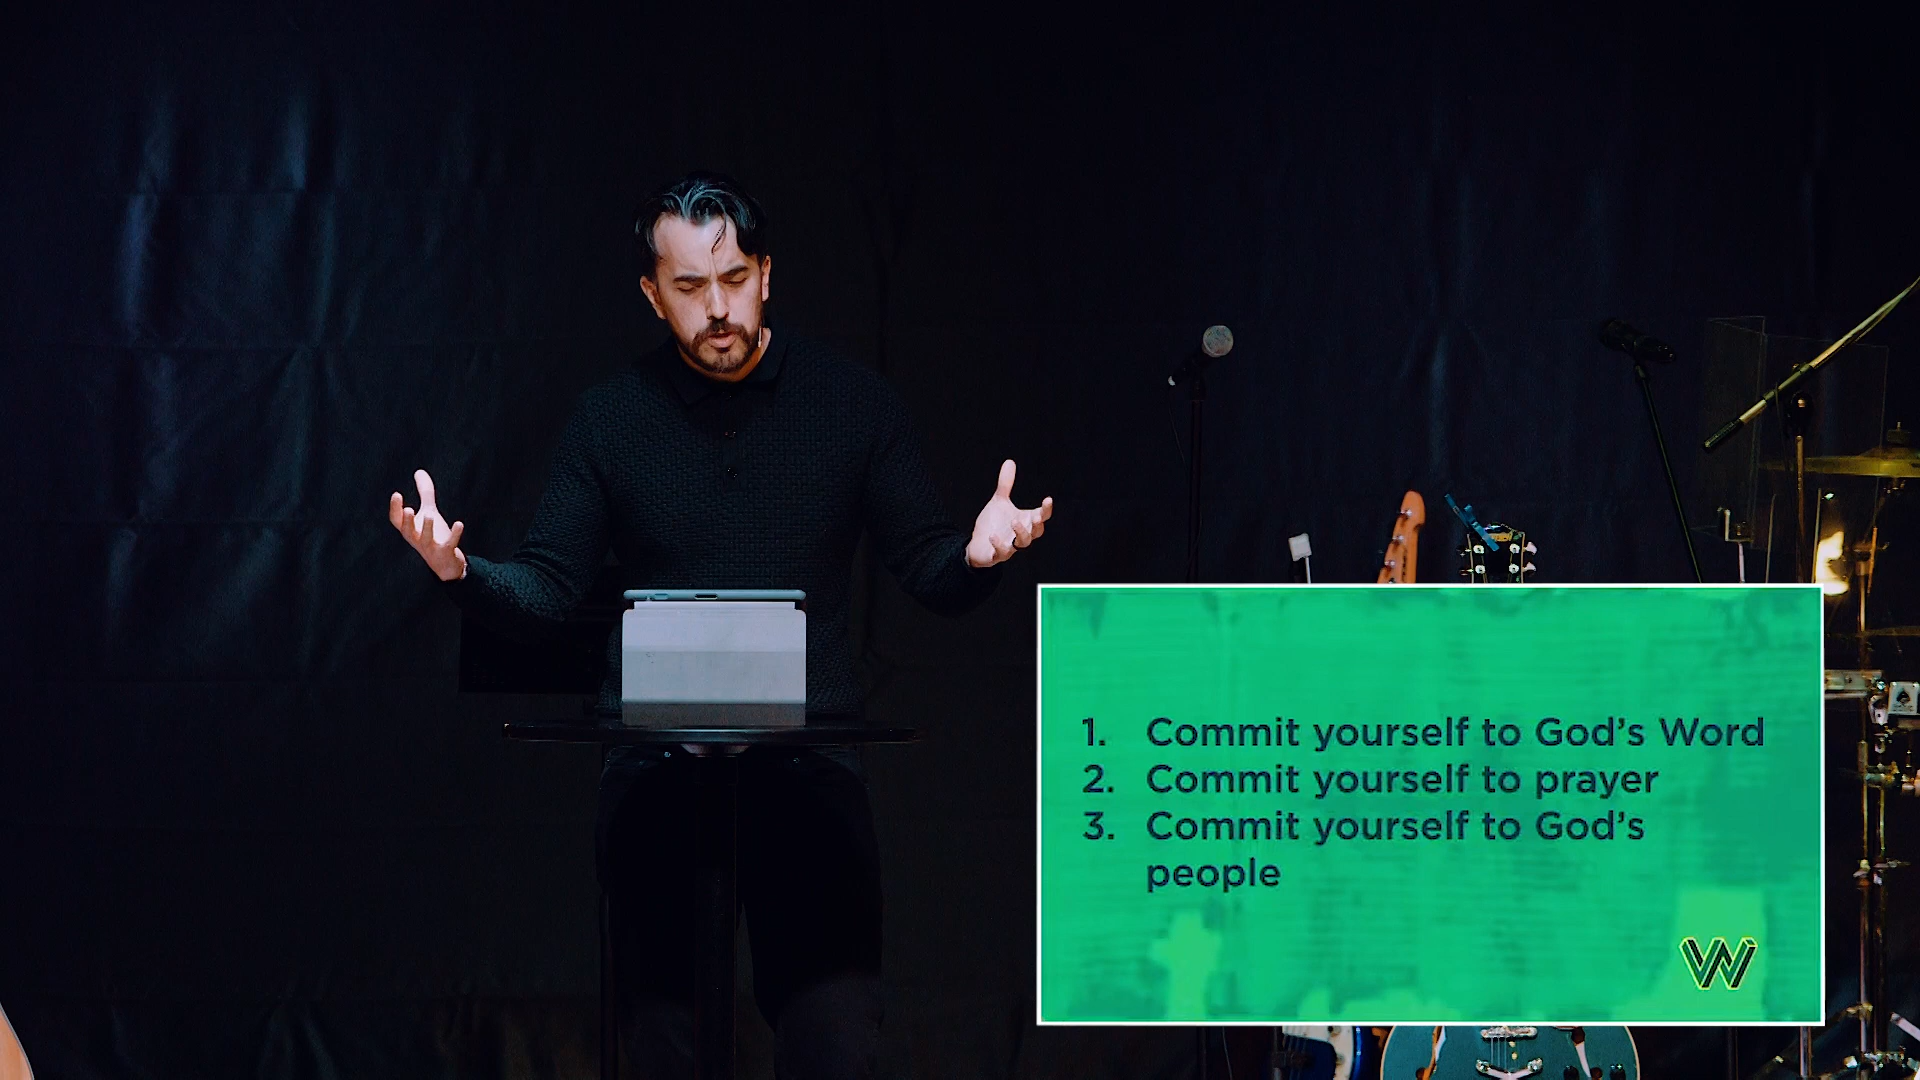 1. Commit yourself to God's Word
2. Commit yourself to prayer
3. Commit yourself to God's
people
W